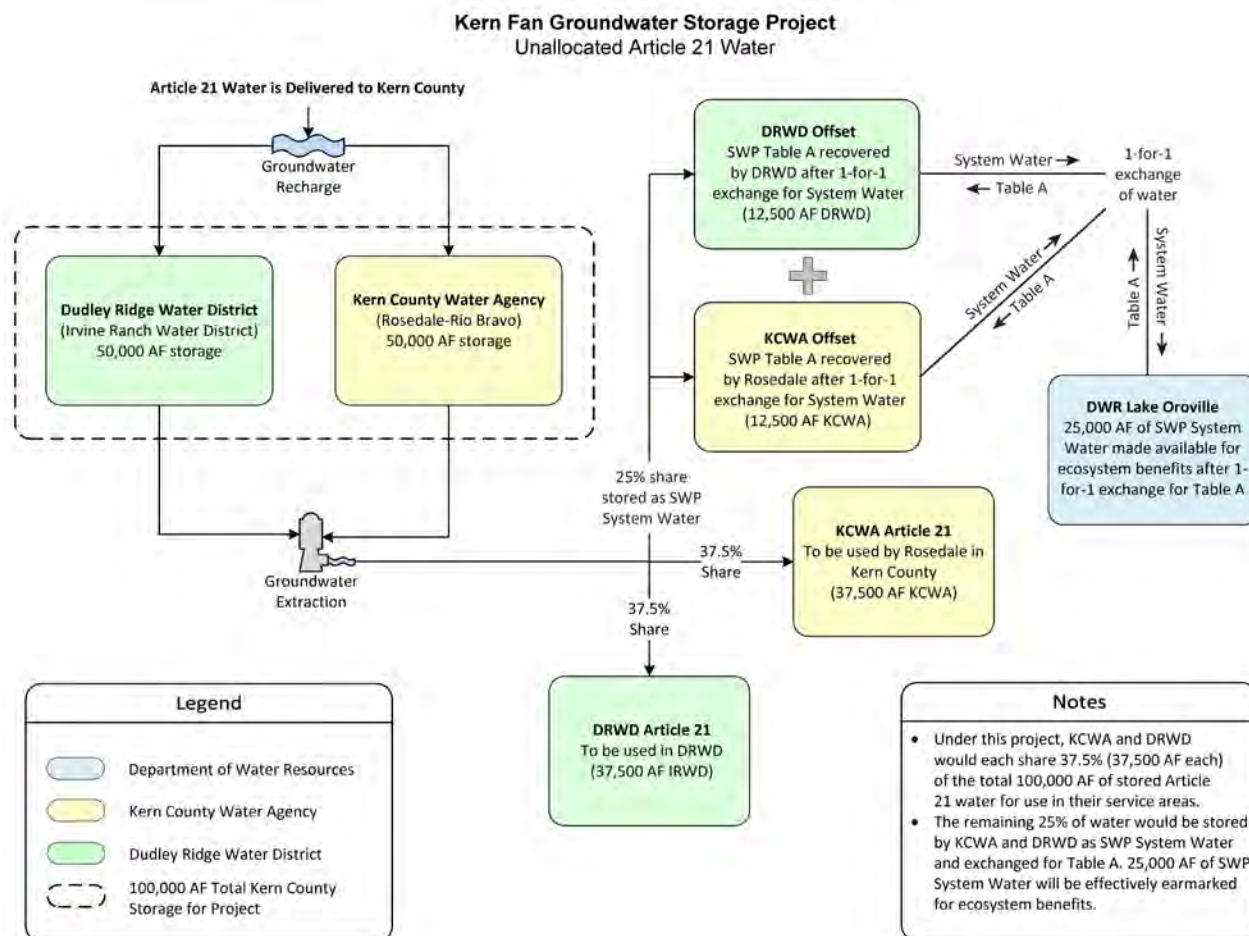 Kern Fan Groundwater Storage Project
Unallocated Article 21 Water
Article 21 Water is Delivered to Kern County
Groundwater
Recharge
Dudley Ridge Water District
(Irvine Ranch Water District)
50,000 AF storage
Kern County Water Agency
(Rosedale-Rio Bravo)
50,000 AF storage
Groundwater
Extraction
DRWD Offset
SWP Table A recovered
by DRWD after 1-for-1
exchange for System Water
(12,500 AF DRWD)
KCWA Offset
SWP Table A recovered
by Rosedale after 1-for-1
exchange for System Water
(12,500 AF KCWA)
System Water
Table A
1-for-1
exchange
of water
System Water
Table A
Table A
System Water
DWR Lake Oroville
25,000 AF of SWP System
Water made available for
ecosystem benefits after 1-
for-1 exchange for Table A
25% share
stored as SWP
System Water
37.5%
Share
KCWA Article 21
To be used by Rosedale in
Kern County
(37,500 AF KCWA)
37.5%
Share
DRWD Article 21
To be used in DRWD
(37,500 AF IRWD)
Legend
Department of Water Resources
Kern County Water Agency
Dudley Ridge Water District
100,000 AF Total Kern County
Storage for Project
Notes
• Under this project, KCWA and DRWD
would each share 37.5% (37,500 AF each)
of the total 100,000 AF of stored Article
21 water for use in their service areas.
• The remaining 25% of water would be stored
by KCWA and DRWD as SWP System Water
and exchanged for Table A. 25,000 AF of SWP
System Water will be effectively earmarked
for ecosystem benefits.